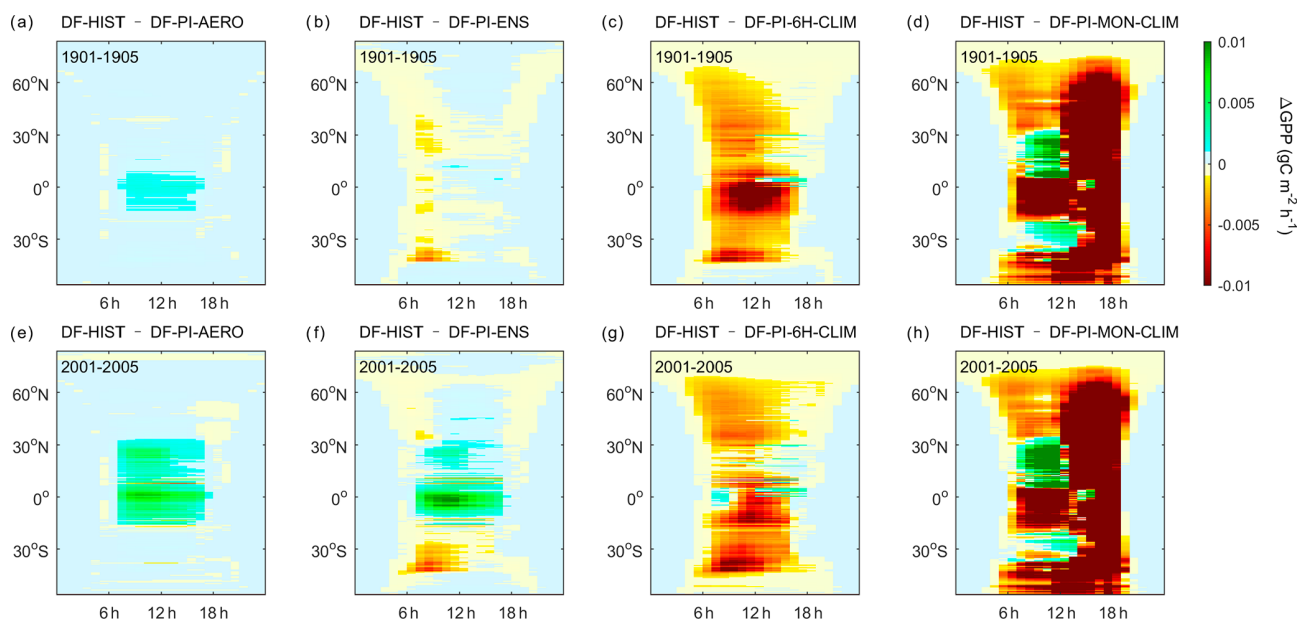 (a) DF-HIST - DF-PI-AERO
(b) DF-HIST - DF-PI-ENS
(c) DF-HIST - DF-PI-6H-CLIM
(d) DF-HIST - DF-PI-MON-CLIM
1901-1905
1901-1905
1901-1905
1901-1905
60°N
30°N
0°
30°S
6 h 12 h 18 h
60°N
30°N
0°
30°S
6 h 12 h 18 h
60°N
30°N
0°
30°S
6 h 12 h 18 h
60°N
30°N
0°
30°S
6 h 12 h 18 h
0.01
0.005
0
-0.005
-0.01
ΔGPP (gC m⁻² h⁻¹)
(e) DF-HIST - DF-PI-AERO
(f) DF-HIST - DF-PI-ENS
(g) DF-HIST - DF-PI-6H-CLIM
(h) DF-HIST - DF-PI-MON-CLIM
2001-2005
2001-2005
2001-2005
2001-2005
60°N
30°N
0°
30°S
6 h 12 h 18 h
60°N
30°N
0°
30°S
6 h 12 h 18 h
60°N
30°N
0°
30°S
6 h 12 h 18 h
60°N
30°N
0°
30°S
6 h 12 h 18 h